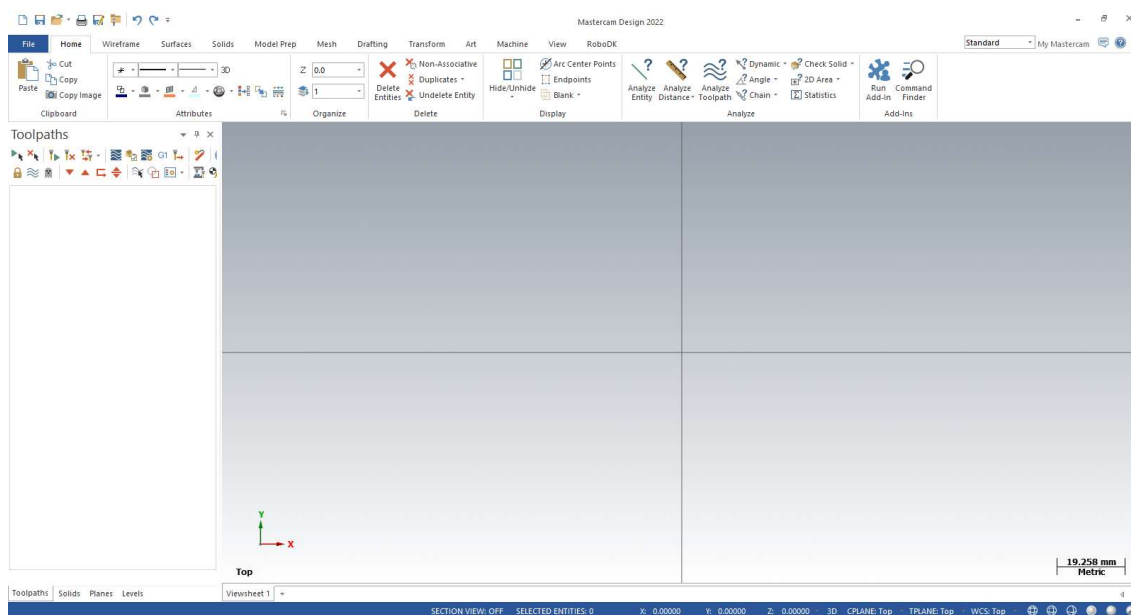 Mastercam Design 2022
File Home Wireframe Surfaces Solids Model Prep Mesh Drafting Transform Art Machine View RoboDK Standard My Mastercam
Paste Cut
Copy
Copy Image
Clipboard
3D
Attributes
Z 0.0
1
Organize
Delete Entities
Non-Associative
Duplicates
Undelete Entity
Delete
Hide/Unhide
Arc Center Points
Endpoints
Blank
Display
Analyze Entity
Analyze Distance
Analyze Toolpath
Dynamic
Angle
Chain
Check Solid
2D Area
Statistics
Analyze
Run Add-In
Command Finder
Add-Ins
Toolpaths
G1
Y
X
Top
19.258 mm
Metric
Toolpaths Solids Planes Levels
Viewsheet 1 +
SECTION VIEW: OFF SELECTED ENTITIES: 0 X: 0.00000 Y: 0.00000 Z: 0.00000 3D CPLANE: Top TPLANE: Top WCS: Top